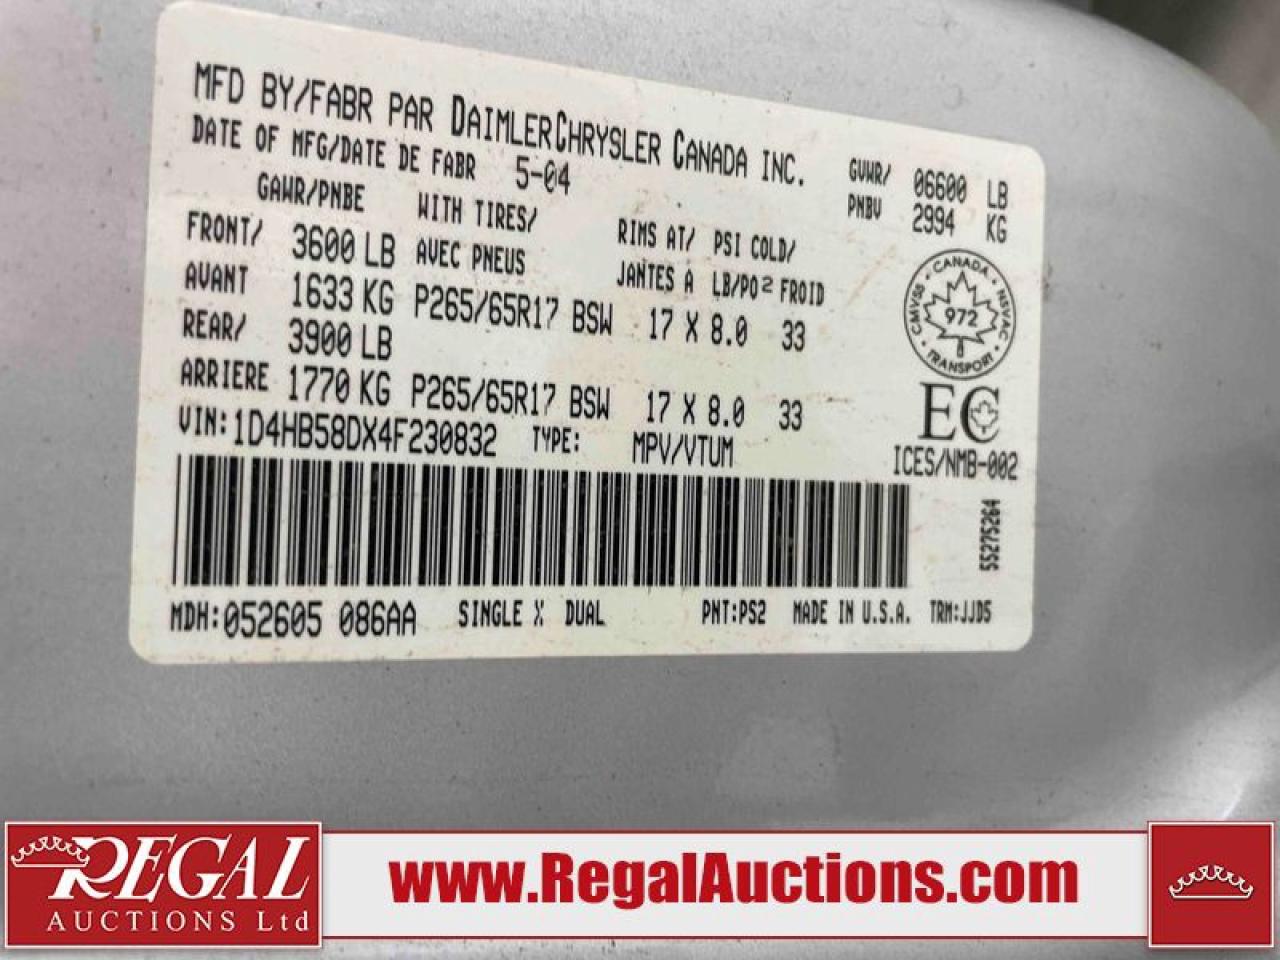 MFD BY/FABR PAR DAIMLERCHRYSLER CANADA INC.
DATE OF MFG/DATE DE FABR 5-04
GVWR/ 06600 LB
PNBV 2994 KG
GAWR/PNBE WITH TIRES/ RIMS AT/ PSI COLD/
FRONT/ 3600 LB AVEC PNEUS JANTES À LB/PO² FROID
AVANT 1633 KG P265/65R17 BSW 17 X 8.0 33
REAR/ 3900 LB
ARRIERE 1770 KG P265/65R17 BSW 17 X 8.0 33
VIN:1D4HB58DX4F230832 TYPE: MPV/VTUM
CANADA
CMVSS 972 NSVAC
TRANSPORT
EC
ICES/NMB-002
55275264
MDH:052605 086AA SINGLE X DUAL PNT:PS2 MADE IN U.S.A. TRM:JJD5
REGAL
AUCTIONS Ltd
www.RegalAuctions.com